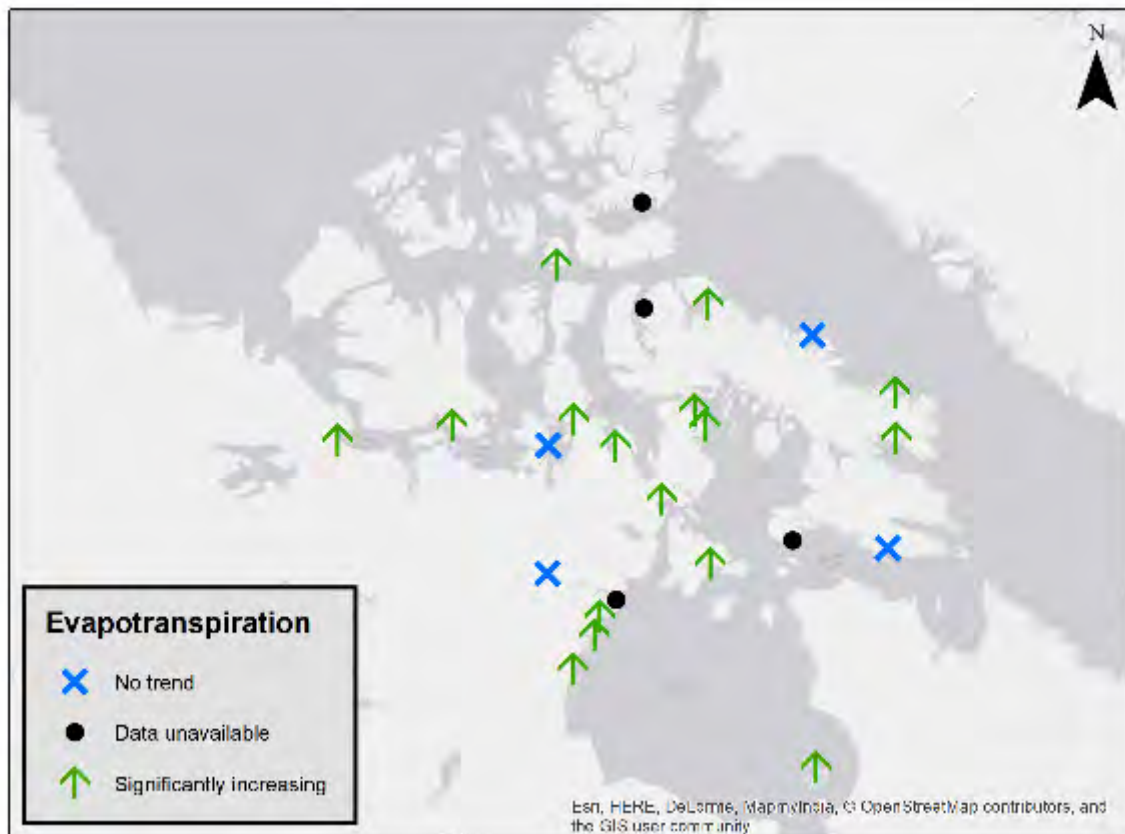 N
Evapotranspiration
No trend
Data unavailable
Significantly increasing
Esri, HERE, DeLorme, MapmyIndia, © OpenStreetMap contributors, and
the GIS user community